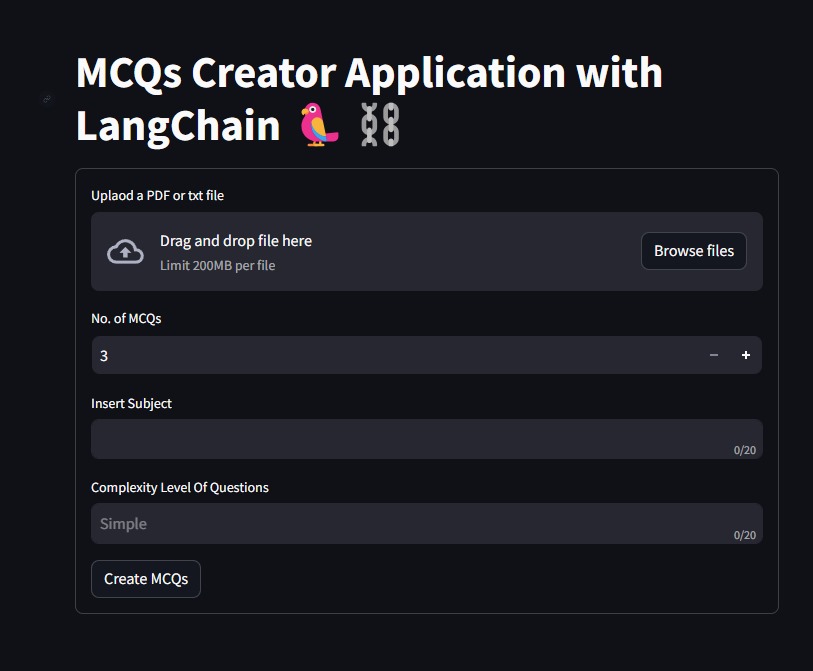 MCQs Creator Application with
LangChain 🦜 ⛓️
Uplaod a PDF or txt file
Drag and drop file here
Limit 200MB per file
Browse files
No. of MCQs
3
Insert Subject
0/20
Complexity Level Of Questions
Simple
0/20
Create MCQs